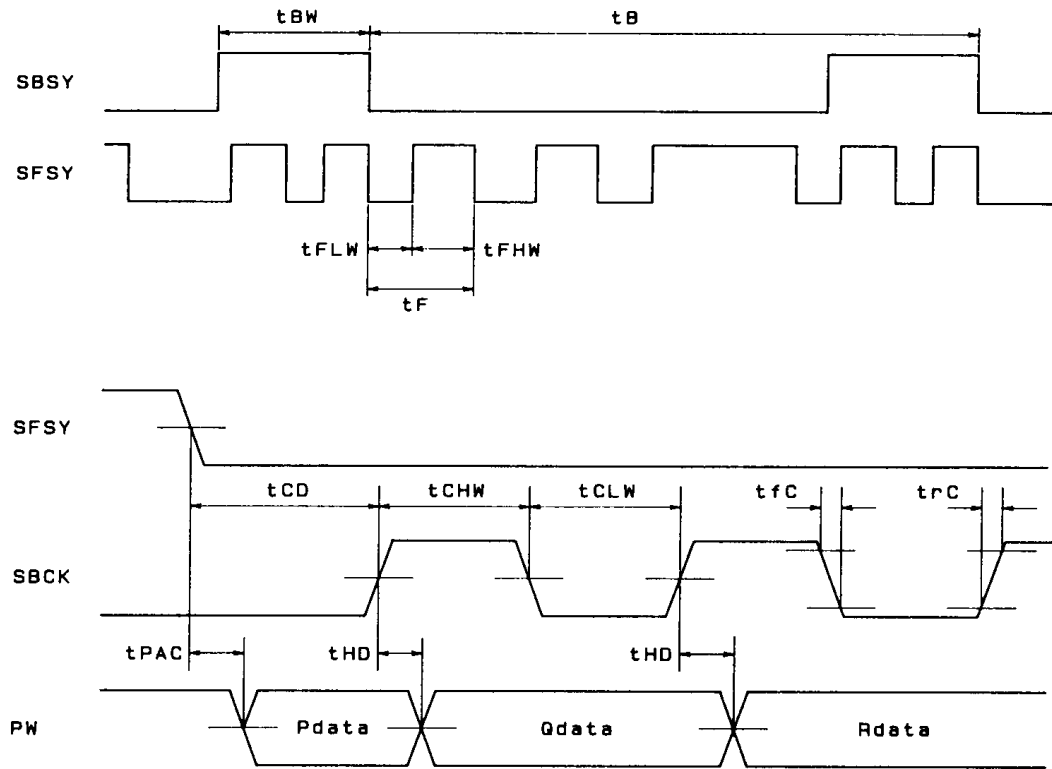 tBW tB
SBSY
SFSY
tFLW tFHW
tF
SFSY
tCD tCHW tCLW tfC trC
SBCK
tPAC tHD tHD
PW Pdata Qdata Rdata